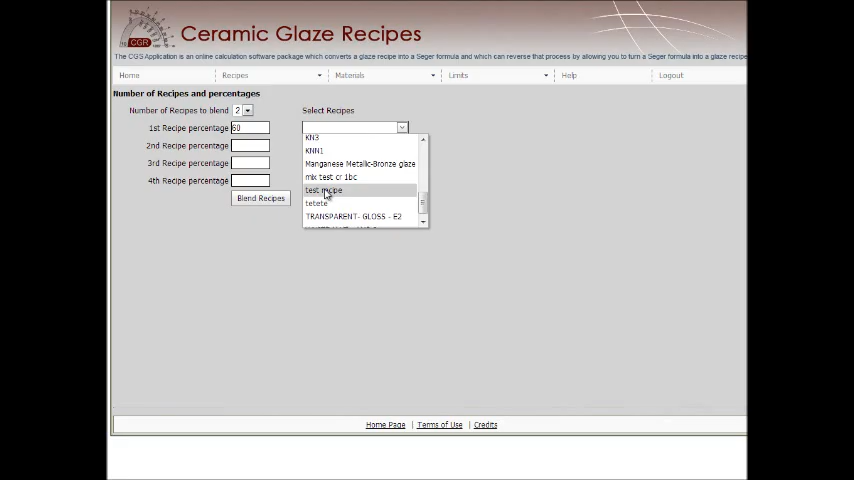 CGR
Ceramic Glaze Recipes
The CGS Application is an online calculation software package which converts a glaze recipe into a Seger formula and which can reverse that process by allowing you to turn a Seger formula into a glaze recipe
Home Recipes Materials Limits Help Logout
Number of Recipes and percentages
Number of Recipes to blend 2 Select Recipes
1st Recipe percentage 60
KN3
2nd Recipe percentage KNN1
3rd Recipe percentage Manganese Metallic-Bronze glaze
mix test cr 1bc
4th Recipe percentage
test recipe
Blend Recipes
tetete
TRANSPARENT- GLOSS - E2
Home Page | Terms of Use | Credits